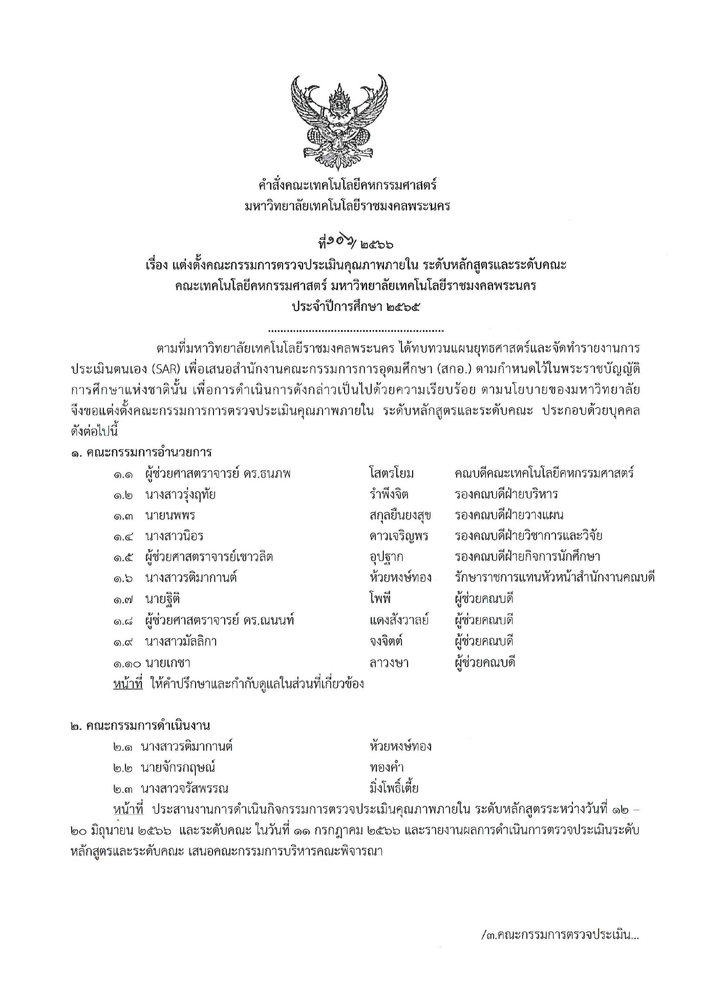 คำสั่งคณะเทคโนโลยีคหกรรมศาสตร์
มหาวิทยาลัยเทคโนโลยีราชมงคลพระนคร
ที่ ๑๐๖/ ๒๕๖๖
เรื่อง แต่งตั้งคณะกรรมการตรวจประเมินคุณภาพภายใน ระดับหลักสูตรและระดับคณะ
คณะเทคโนโลยีคหกรรมศาสตร์ มหาวิทยาลัยเทคโนโลยีราชมงคลพระนคร
ประจำปีการศึกษา ๒๕๖๕
.........................................................
ตามที่มหาวิทยาลัยเทคโนโลยีราชมงคลพระนคร ได้ทบทวนแผนยุทธศาสตร์และจัดทำรายงานการ
ประเมินตนเอง (SAR) เพื่อเสนอสำนักงานคณะกรรมการการอุดมศึกษา (สกอ.) ตามกำหนดไว้ในพระราชบัญญัติ
การศึกษาแห่งชาตินั้น เพื่อการดำเนินการดังกล่าวเป็นไปด้วยความเรียบร้อย ตามนโยบายของมหาวิทยาลัย
จึงขอแต่งตั้งคณะกรรมการการตรวจประเมินคุณภาพภายใน ระดับหลักสูตรและระดับคณะ ประกอบด้วยบุคคล
ดังต่อไปนี้
๑. คณะกรรมการอำนวยการ
๑.๑ ผู้ช่วยศาสตราจารย์ ดร.ธนภพ โสตรโยม คณบดีคณะเทคโนโลยีคหกรรมศาสตร์
๑.๒ นางสาวรุ่งฤทัย รำพึงจิต รองคณบดีฝ่ายบริหาร
๑.๓ นายนพพร สกุลยืนยงสุข รองคณบดีฝ่ายวางแผน
๑.๔ นางสาวนิอร ดาวเจริญพร รองคณบดีฝ่ายวิชาการและวิจัย
๑.๕ ผู้ช่วยศาสตราจารย์เชาวลิต อุปฐาก รองคณบดีฝ่ายกิจการนักศึกษา
๑.๖ นางสาวรติมากานต์ ห้วยหงษ์ทอง รักษาราชการแทนหัวหน้าสำนักงานคณบดี
๑.๗ นายฐิติ โพพี ผู้ช่วยคณบดี
๑.๘ ผู้ช่วยศาสตราจารย์ ดร.ณนนท์ แดงสังวาลย์ ผู้ช่วยคณบดี
๑.๙ นางสาวมัลลิกา จงจิตต์ ผู้ช่วยคณบดี
๑.๑๐ นายเกชา ลาวงษา ผู้ช่วยคณบดี
หน้าที่ ให้คำปรึกษาและกำกับดูแลในส่วนที่เกี่ยวข้อง
๒. คณะกรรมการดำเนินงาน
๒.๑ นางสาวรติมากานต์ ห้วยหงษ์ทอง
๒.๒ นายจักรกฤษณ์ ทองคำ
๒.๓ นางสาวจรัสพรรณ มิ่งโพธิ์เตี้ย
หน้าที่ ประสานงานการดำเนินกิจกรรมการตรวจประเมินคุณภาพภายใน ระดับหลักสูตรระหว่างวันที่ ๑๒ –
๒๐ มิถุนายน ๒๕๖๖ และระดับคณะ ในวันที่ ๑๑ กรกฎาคม ๒๕๖๖ และรายงานผลการดำเนินการตรวจประเมินระดับ
หลักสูตรและระดับคณะ เสนอคณะกรรมการบริหารคณะพิจารณา
/๓.คณะกรรมการตรวจประเมิน...